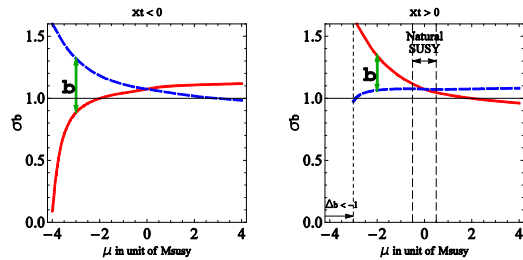 xt < 0
1.5
1.0
0.5
0.0
σb
b
-4 -2 0 2 4
μ in unit of Msusy
xt > 0
Natural
SUSY
1.5
1.0
0.5
0.0
σb
b
Δb < -1
-4 -2 0 2 4
μ in unit of Msusy